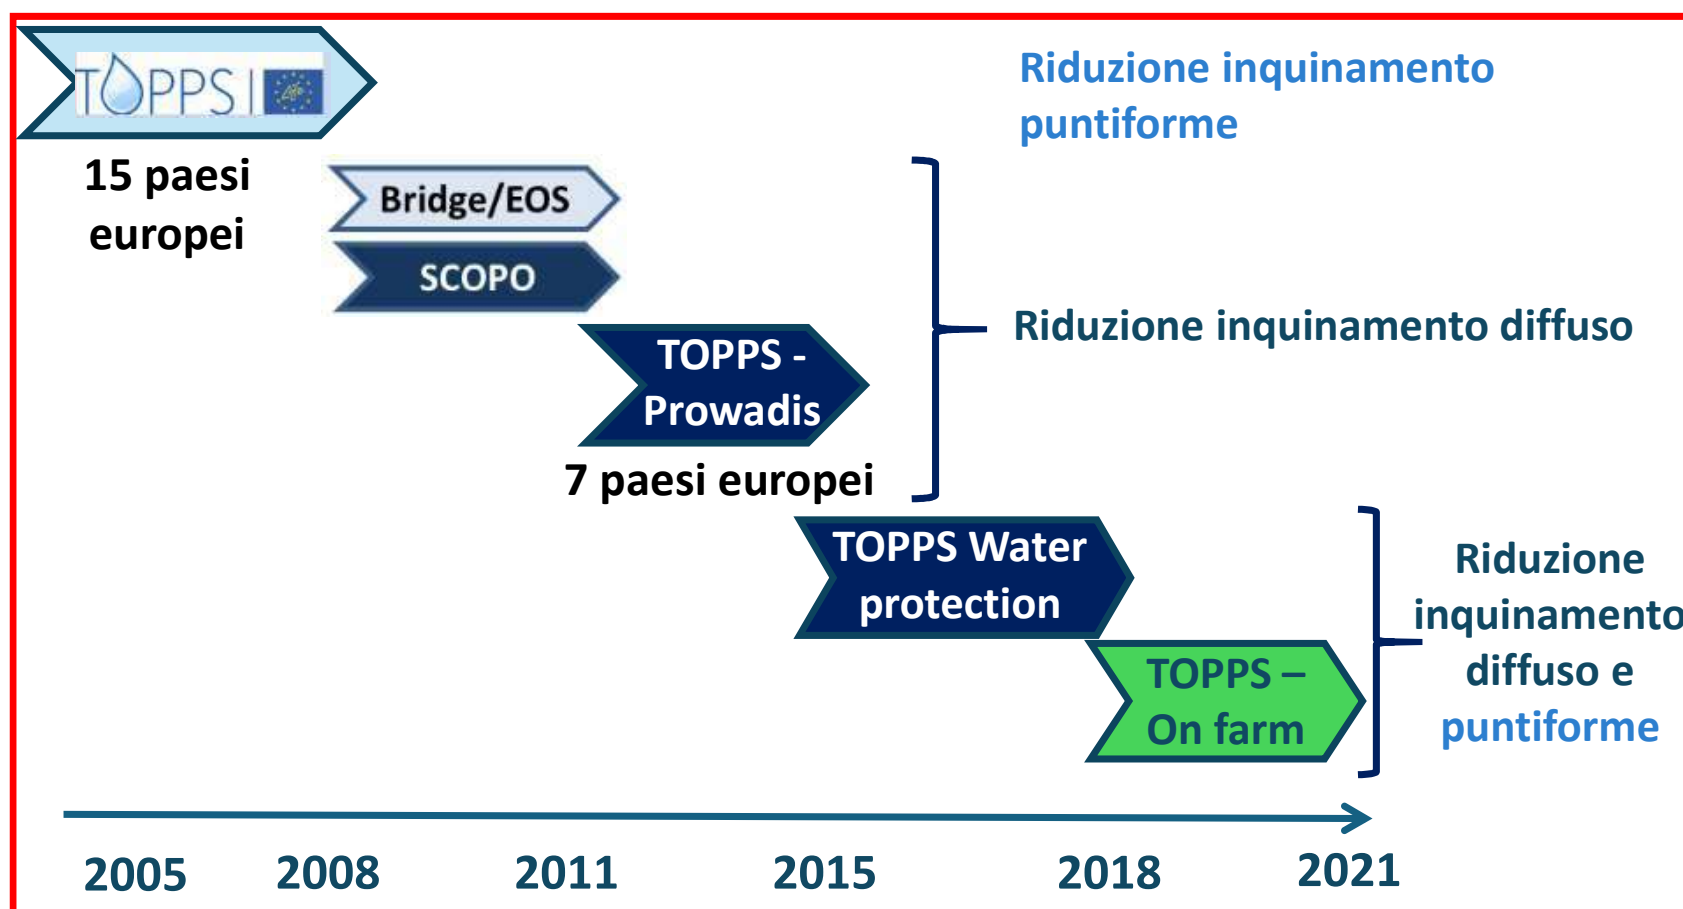 TOPPS
Riduzione inquinamento
puntiforme
15 paesi
europei
Bridge/EOS
SCOPO
TOPPS -
Prowadis
7 paesi europei
Riduzione inquinamento diffuso
TOPPS Water
protection
TOPPS –
On farm
Riduzione
inquinamento
diffuso e
puntiforme
2005 2008 2011 2015 2018 2021